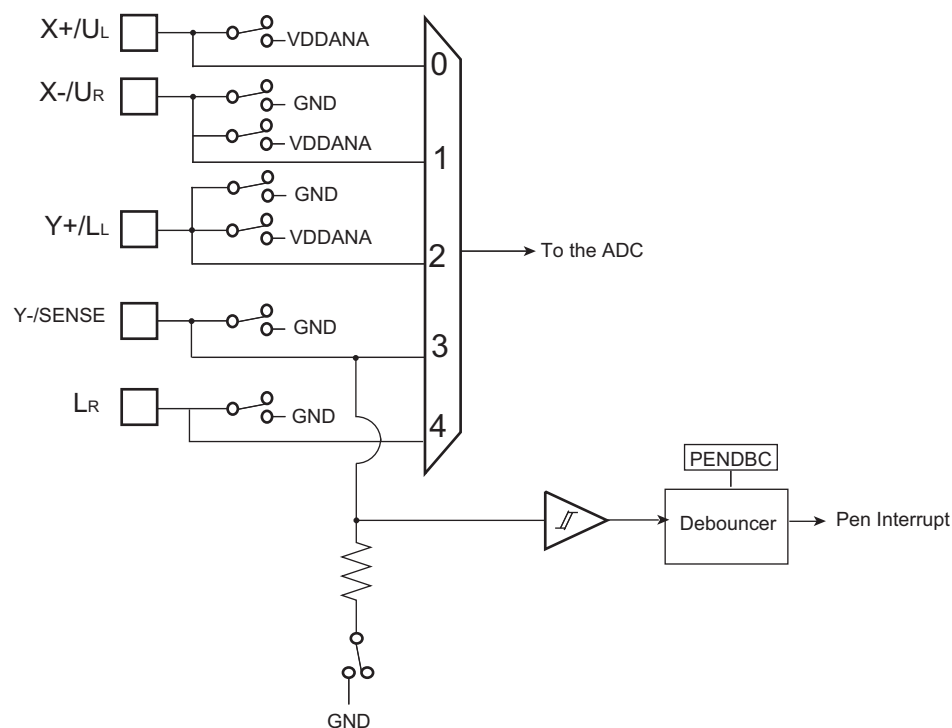 X+/UL
VDDANA
0
X-/UR
GND
VDDANA
1
GND
Y+/LL
VDDANA
2
To the ADC
Y-/SENSE
GND
3
LR
GND
4
PENDBC
Debouncer
Pen Interrupt
GND